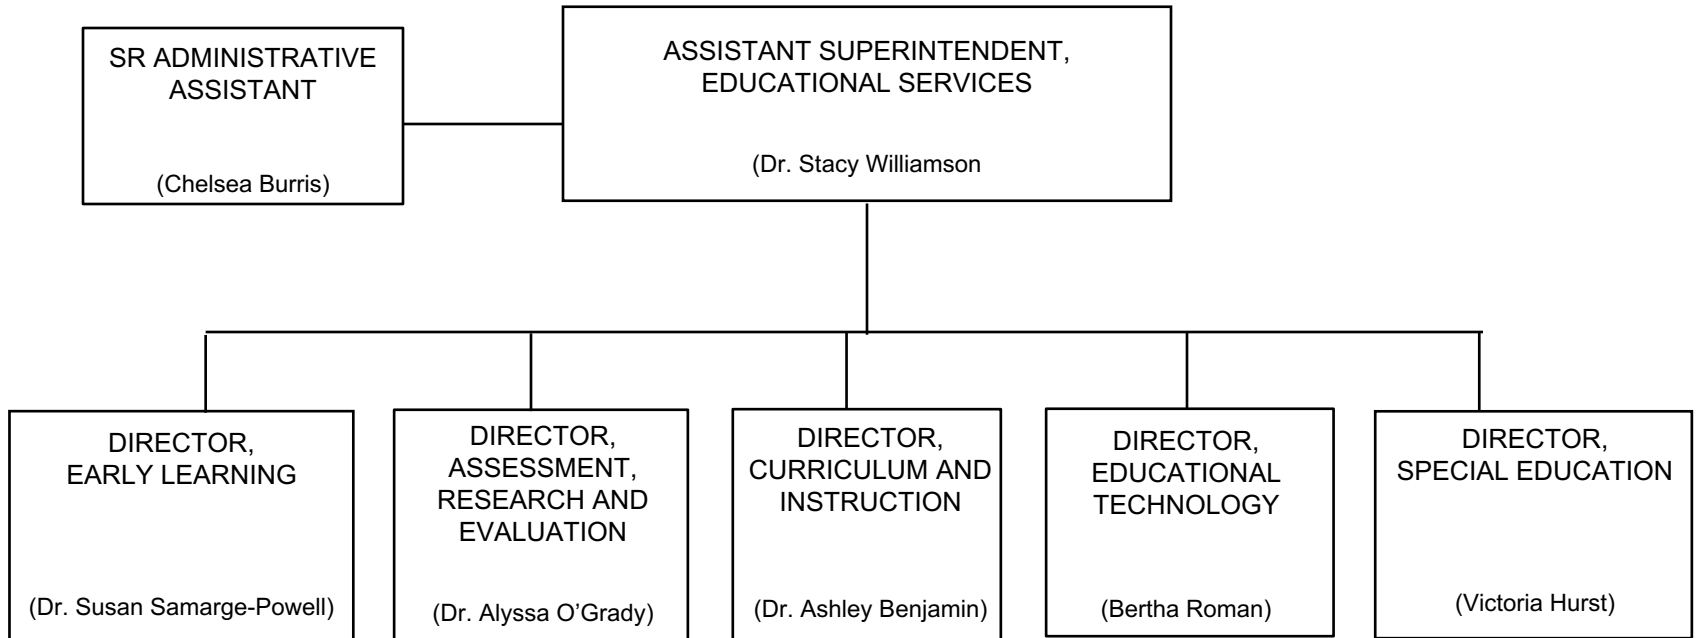 SR ADMINISTRATIVE
ASSISTANT
(Chelsea Burris)
ASSISTANT SUPERINTENDENT,
EDUCATIONAL SERVICES
(Dr. Stacy Williamson
DIRECTOR,
EARLY LEARNING
(Dr. Susan Samarge-Powell)
DIRECTOR,
ASSESSMENT,
RESEARCH AND
EVALUATION
(Dr. Alyssa O’Grady)
DIRECTOR,
CURRICULUM AND
INSTRUCTION
(Dr. Ashley Benjamin)
DIRECTOR,
EDUCATIONAL
TECHNOLOGY
(Bertha Roman)
DIRECTOR,
SPECIAL EDUCATION
(Victoria Hurst)